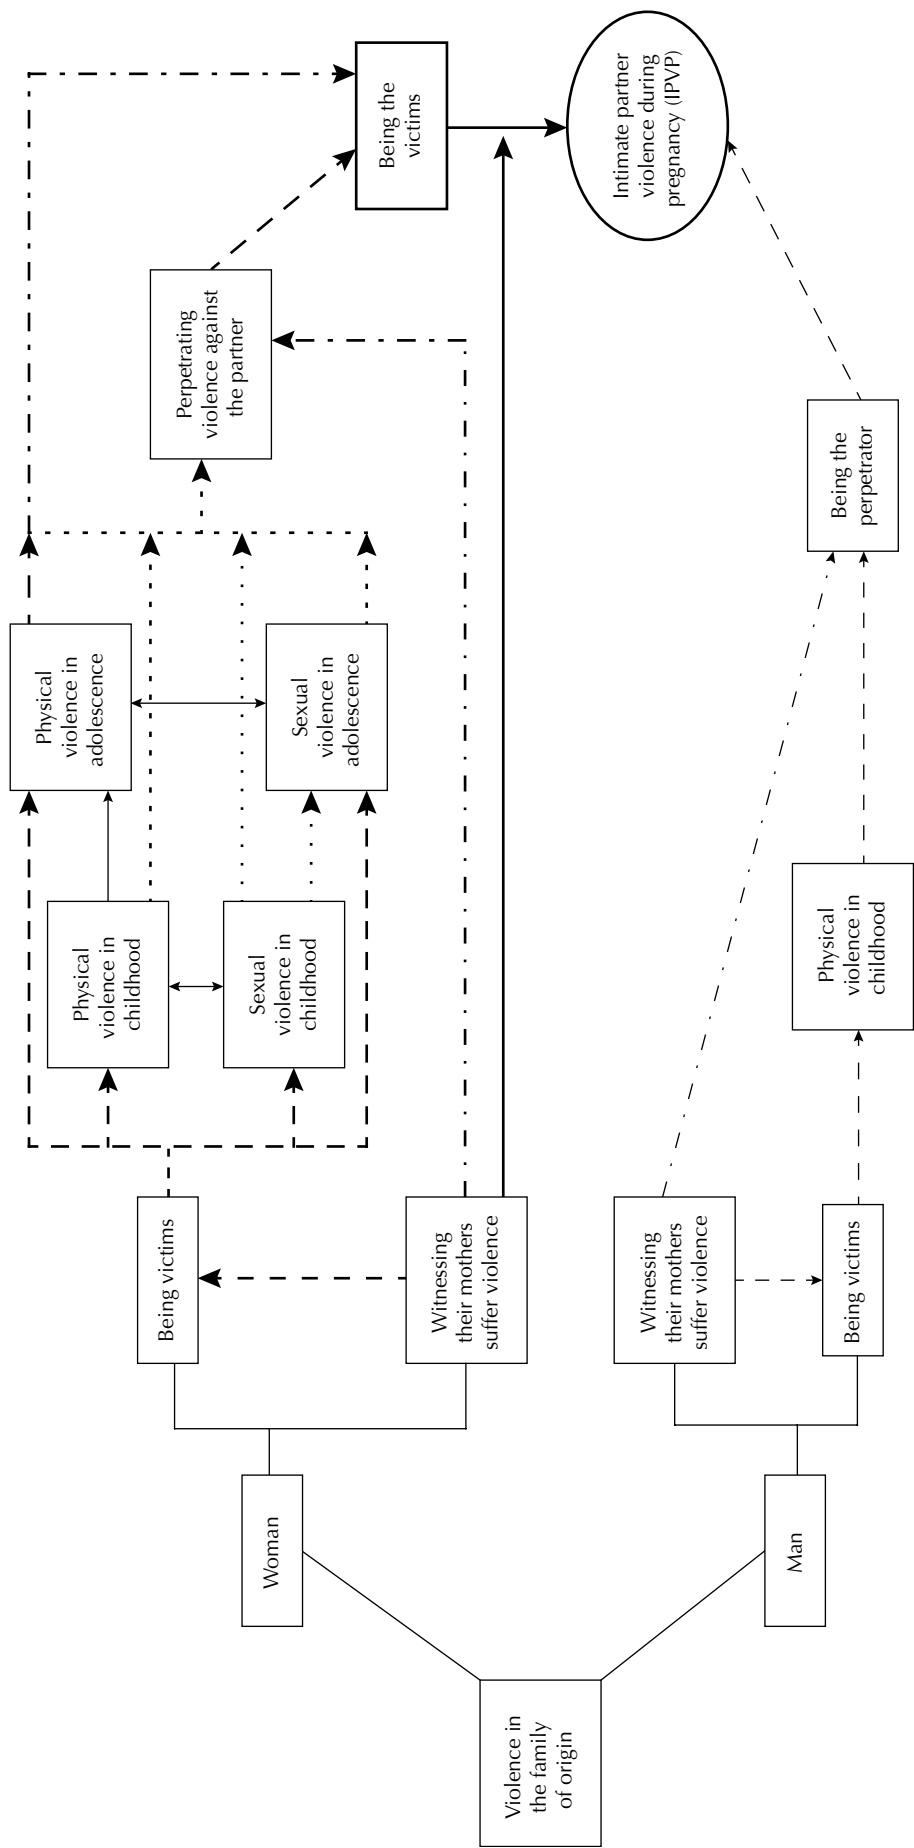 Violence in
the family
of origin
Woman
Man
Being victims
Witnessing
their mothers
suffer violence
Witnessing
their mothers
suffer violence
Being victims
Physical
violence in
childhood
Sexual
violence in
childhood
Physical
violence in
childhood
Physical
violence in
adolescence
Sexual
violence in
adolescence
Perpetrating
violence against
the partner
Being the
perpetrator
Being the
victims
Intimate partner
violence during
pregnancy (IPVP)